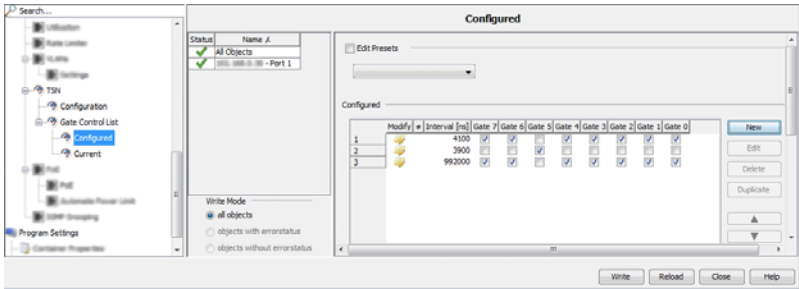 Search...
Configured
TSN
Configuration
Gate Control List
Configured
Current
Program Settings
Status Name
All Objects
- Port 1
Write Mode
all objects
objects with errorstatus
objects without errorstatus
Edit Presets
Configured
Modify # Interval [ns] Gate 7 Gate 6 Gate 5 Gate 4 Gate 3 Gate 2 Gate 1 Gate 0
1 4100
2 3900
3 992000
New
Edit
Delete
Duplicate
Write Reload Close Help